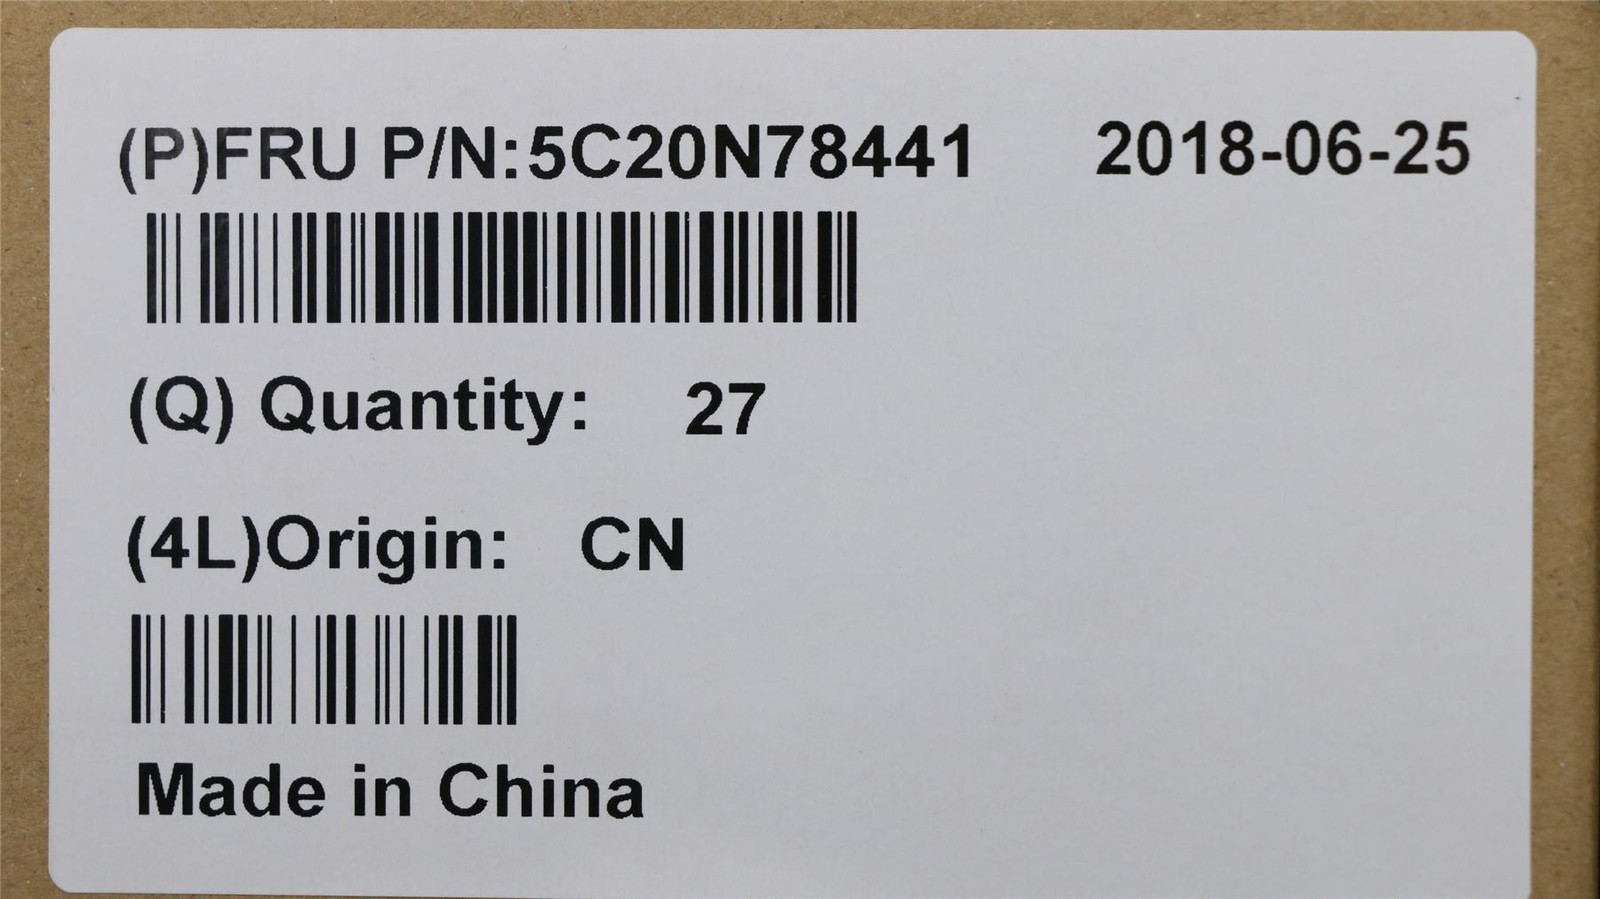 (P)FRU P/N:5C20N78441 2018-06-25
(Q) Quantity: 27
(4L)Origin: CN
Made in China